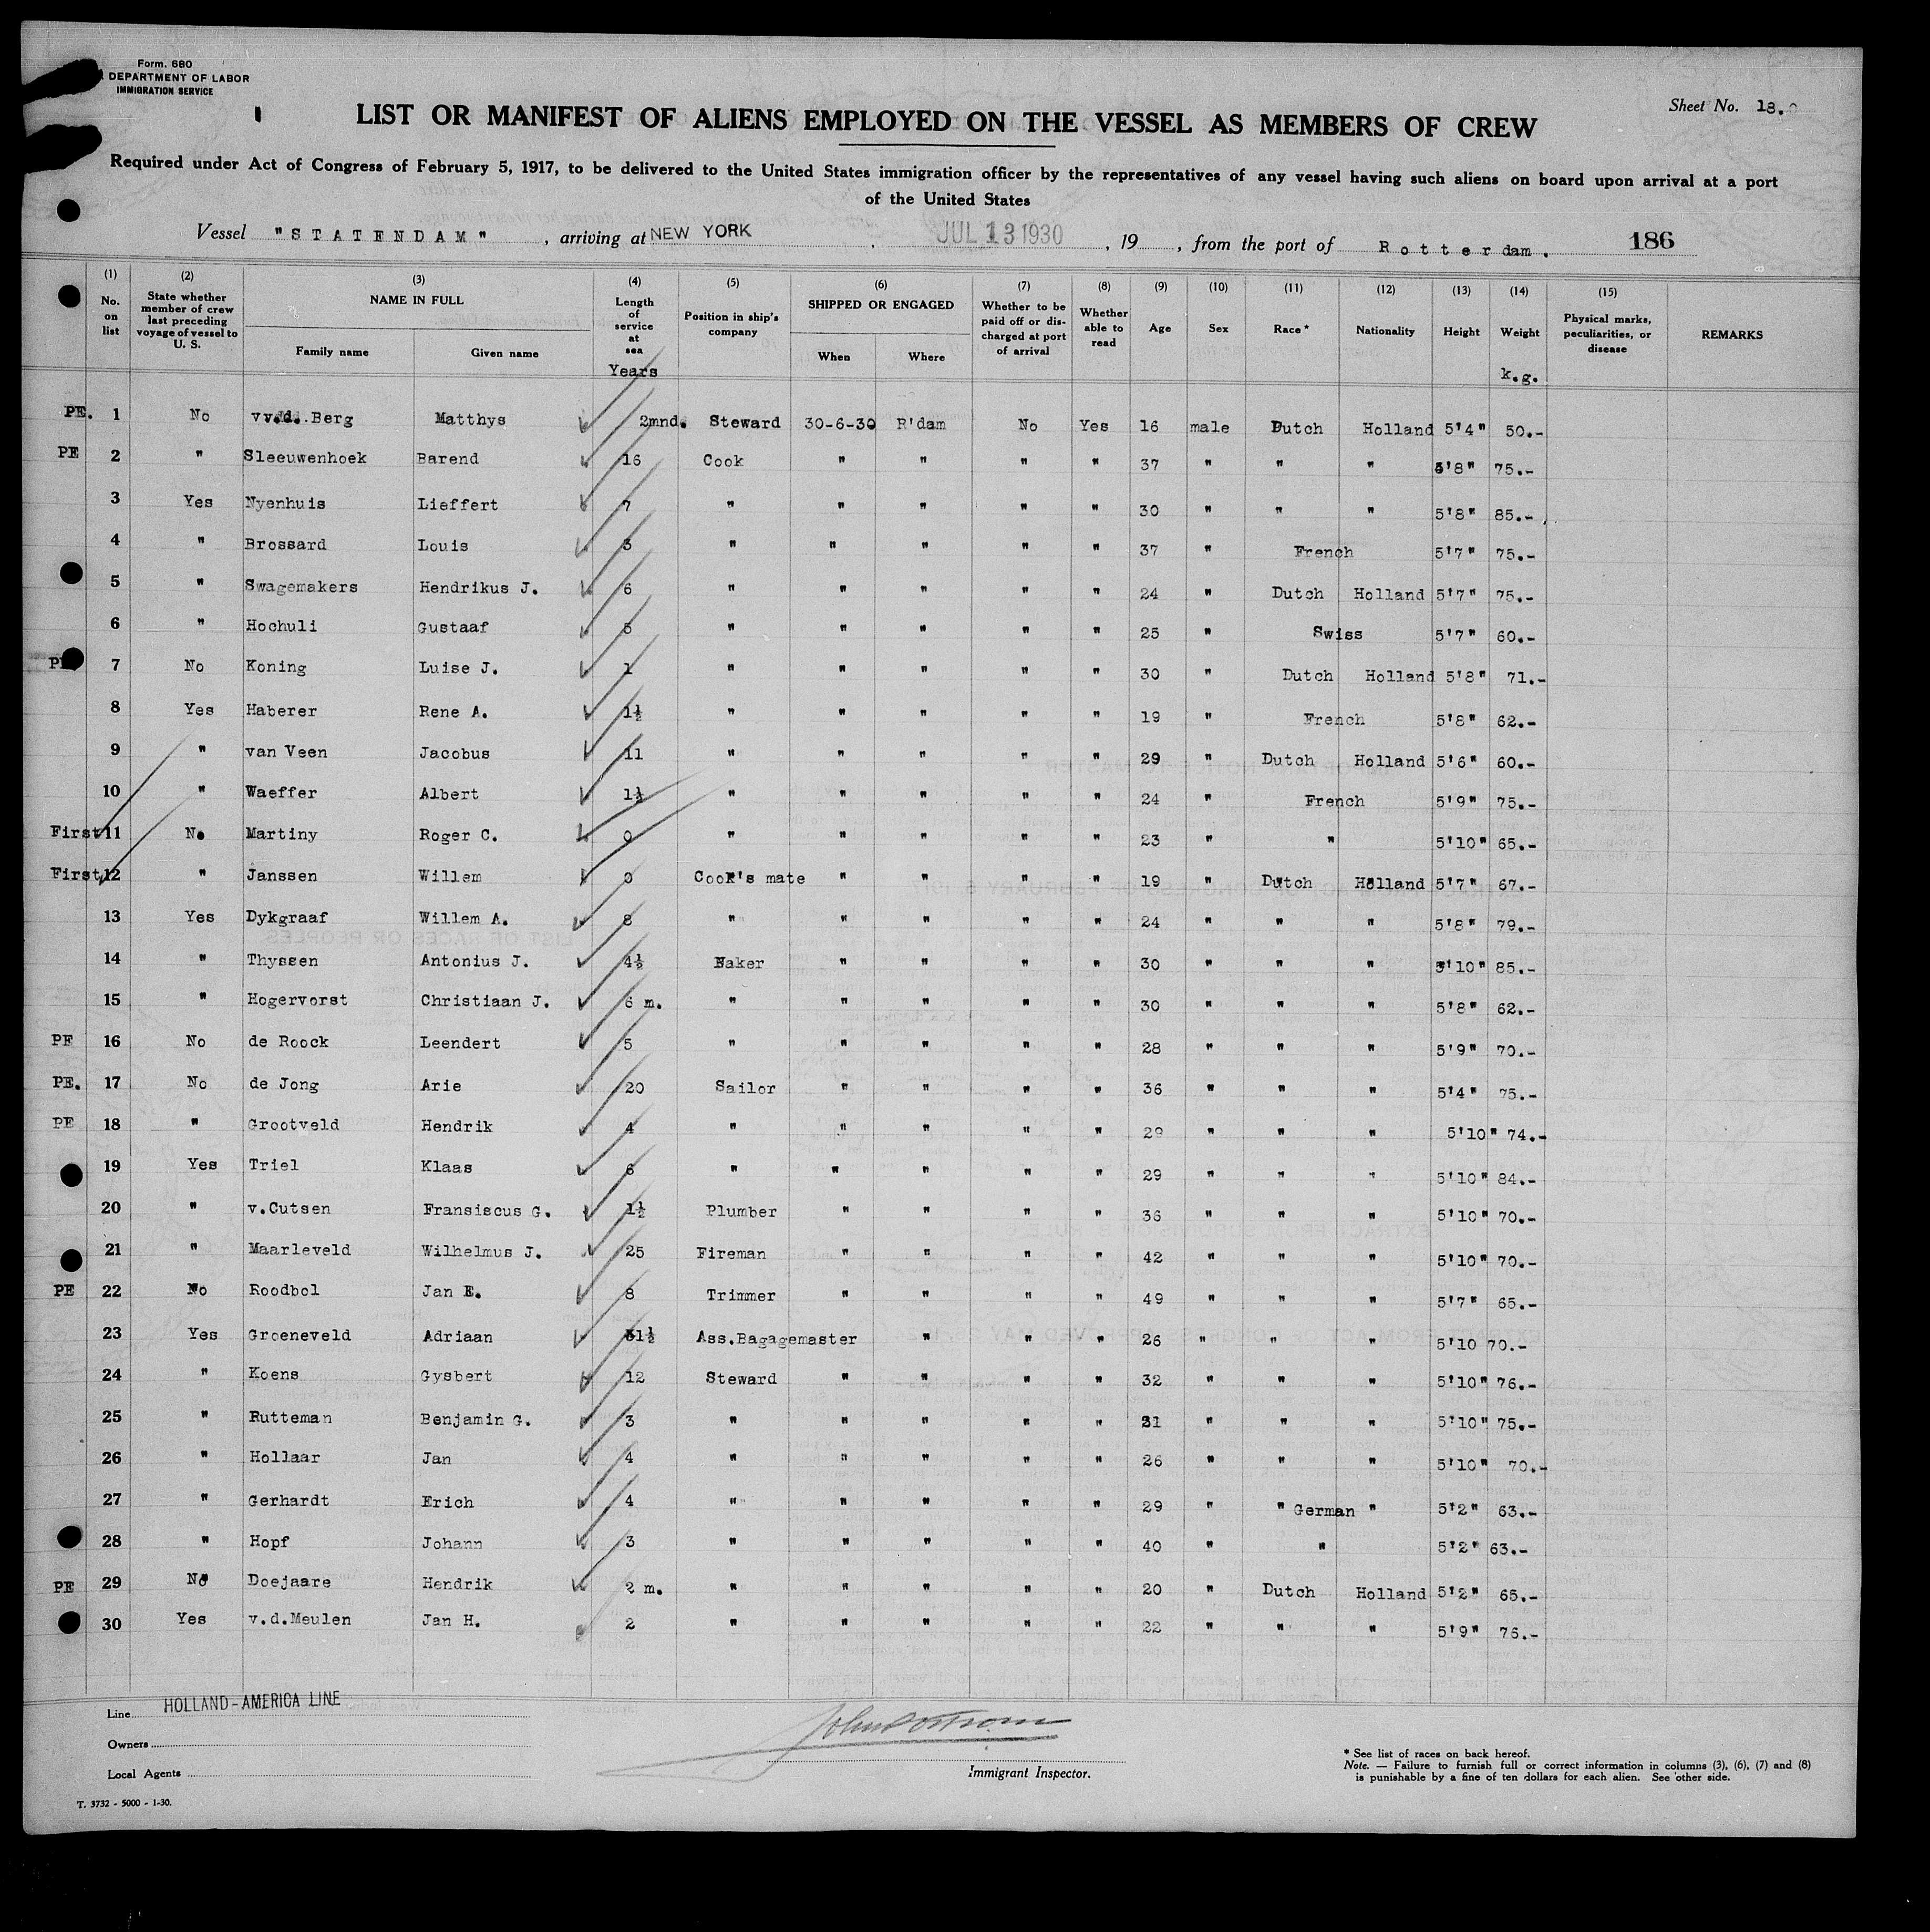 Form. 680
DEPARTMENT OF LABOR
IMMIGRATION SERVICE
Sheet No. 18.
LIST OR MANIFEST OF ALIENS EMPLOYED ON THE VESSEL AS MEMBERS OF CREW
Required under Act of Congress of February 5, 1917, to be delivered to the United States immigration officer by the representatives of any vessel having such aliens on board upon arrival at a port
of the United States
Vessel "STATENDAM", arriving at NEW YORK, JUL 13 1930, 19, from the port of Rotterdam. 186
(1) No. on list (2) State whether member of crew last preceding voyage of vessel to U. S. (3) NAME IN FULL Family name Given name (4) Length of service at sea Years (5) Position in ship's company (6) SHIPPED OR ENGAGED When Where (7) Whether to be paid off or discharged at port of arrival (8) Whether able to read (9) Age (10) Sex (11) Race* (12) Nationality (13) Height (14) Weight k.g. (15) Physical marks, peculiarities, or disease REMARKS
PE. 1 No v.d.Berg Matthys 2mnd. Steward 30-6-30 R'dam No Yes 16 male Dutch Holland 5'4" 50.-
PE 2 " Sleeuwenhoek Barend 16 Cook " " " " 37 " " " 5'8" 75.-
3 Yes Nyenhuis Lieffert 7 " " " " " 30 " " " 5'8" 85.-
4 " Brossard Louis 3 " " " " " 37 " French 5'7" 75.-
5 " Swagemakers Hendrikus J. 6 " " " " " 24 " Dutch Holland 5'7" 75.-
6 " Hochuli Gustaaf 5 " " " " " 25 " Swiss 5'7" 60.-
PE 7 No Koning Luise J. 1 " " " " " 30 " Dutch Holland 5'8" 71.-
8 Yes Haberer Rene A. 1½ " " " " " 19 " French 5'8" 62.-
9 " van Veen Jacobus 11 " " " " " 29 " Dutch Holland 5'6" 60.-
10 " Waeffer Albert 1½ " " " " " 24 " French 5'9" 75.-
First 11 No Martiny Roger C. 0 " " " " " 23 " " 5'10" 65.-
First 12 " Janssen Willem 0 Cook's mate " " " " 19 " Dutch Holland 5'7" 67.-
13 Yes Dykgraaf Willem A. 8 " " " " " 24 " " " 5'8" 79.-
14 " Thyssen Antonius J. 4½ Baker " " " " 30 " " " 5'10" 85.-
15 " Hogervorst Christiaan J. 6 m. " " " " " 30 " " " 5'8" 62.-
PE 16 No de Roock Leendert 5 " " " " " 28 " " " 5'9" 70.-
PE. 17 No de Jong Arie 20 Sailor " " " " 36 " " " 5'4" 75.-
PE 18 " Grootveld Hendrik 4 " " " " " 29 " " " 5'10" 74.-
19 Yes Triel Klaas 6 " " " " " 29 " " " 5'10" 84.-
20 " v.Cutsen Fransiscus G. 1½ Plumber " " " " 36 " " " 5'10" 70.-
21 " Maarleveld Wilhelmus J. 25 Fireman " " " " 42 " " " 5'10" 70.-
PE 22 No Roodbol Jan E. 8 Trimmer " " " " 49 " " " 5'7" 65.-
23 Yes Groeneveld Adriaan 1½ Ass.Bagagemaster " " " 26 " " " 5'10 70.-
24 " Koens Gysbert 12 Steward " " " " 32 " " " 5'10" 76.-
25 " Rutteman Benjamin G. 3 " " " " " 31 " " " 5'10" 75.-
26 " Hollaar Jan 4 " " " " " 26 " " " 5'10" 70.-
27 " Gerhardt Erich 4 " " " " " 29 " " German " 5'2" 63.-
28 " Hopf Johann 3 " " " " " 40 " " 5'2" 63.-
PE 29 No Doejaare Hendrik 2 m. " " " " " 20 " Dutch Holland 5'2" 65.-
30 Yes v.d.Meulen Jan H. 2 " " " " " 22 " " " 5'9" 76.-
Line HOLLAND-AMERICA LINE
Owners
Local Agents
Immigrant Inspector.
* See list of races on back hereof.
Note. — Failure to furnish full or correct information in columns (3), (6), (7) and (8)
is punishable by a fine of ten dollars for each alien. See other side.
T. 3732 - 5000 - 1-30.